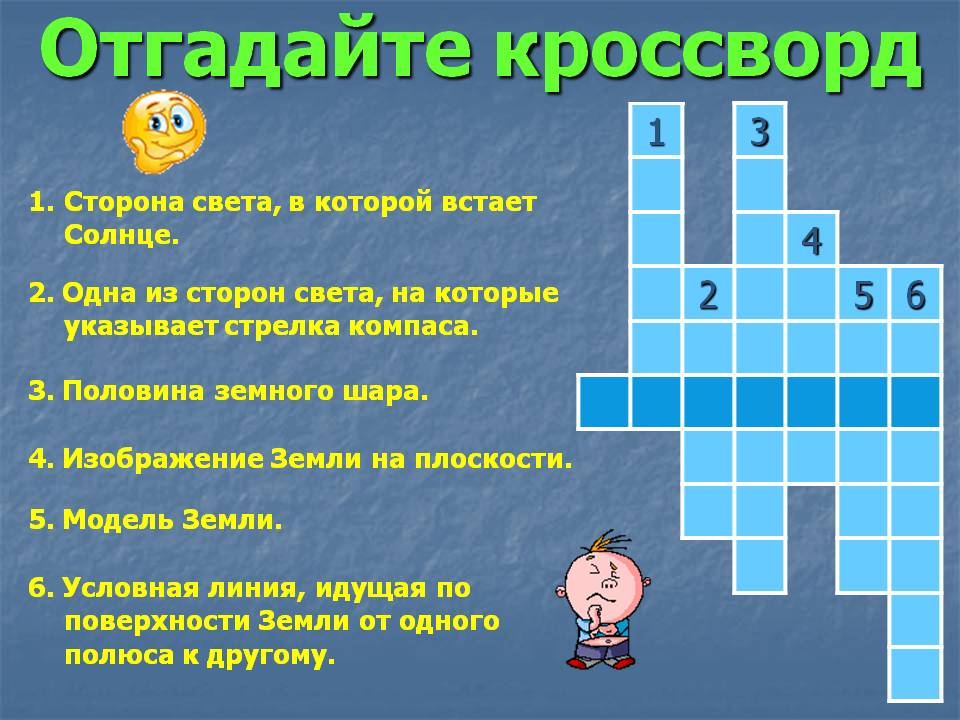 Отгадайте кроссворд
1
3
4
2
5
6
1. Сторона света, в которой встает
Солнце.
2. Одна из сторон света, на которые
указывает стрелка компаса.
3. Половина земного шара.
4. Изображение Земли на плоскости.
5. Модель Земли.
6. Условная линия, идущая по
поверхности Земли от одного
полюса к другому.